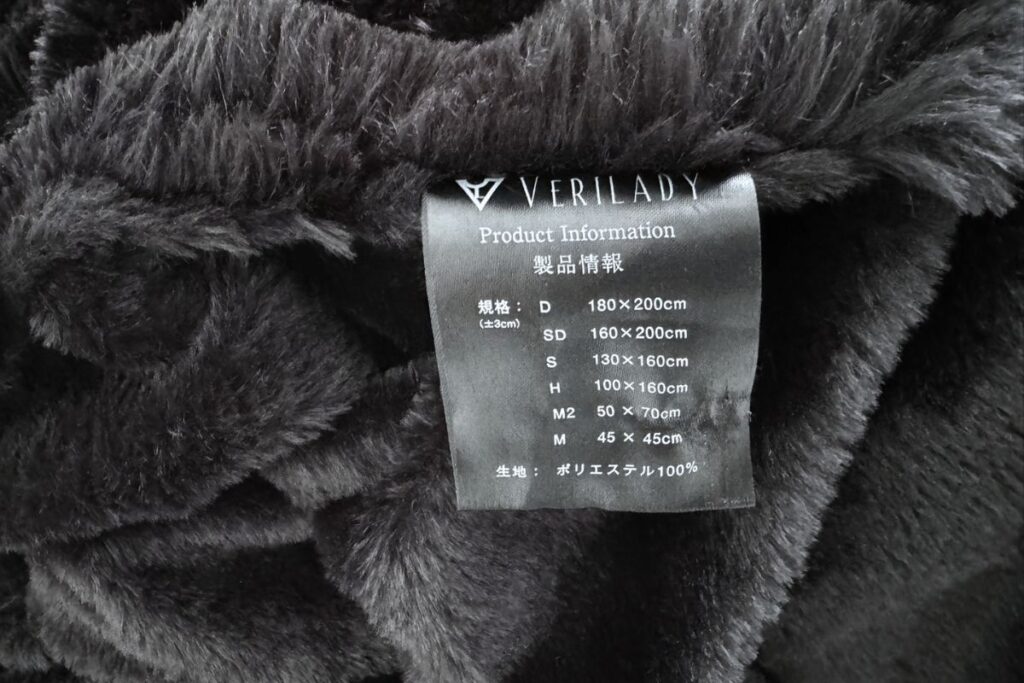 VERILADY
Product Information
製品情報
規格： D 180×200cm
(±3cm)
SD 160×200cm
S 130×160cm
H 100×160cm
M2 50×70cm
M 45×45cm
生地： ポリエステル100%